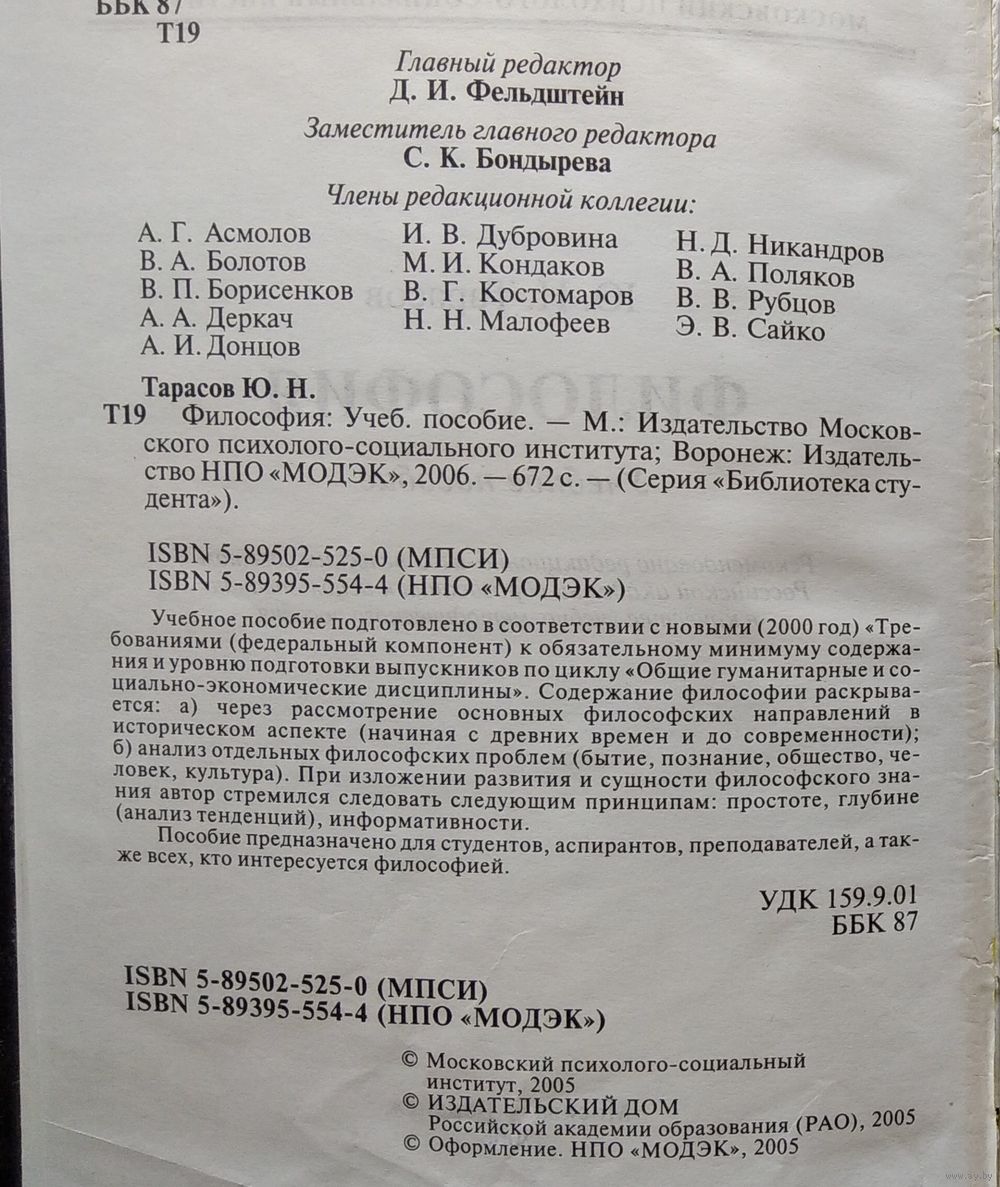 ББК 87
Т19
Главный редактор
Д. И. Фельдштейн
Заместитель главного редактора
С. К. Бондырева
Члены редакционной коллегии:
А. Г. Асмолов И. В. Дубровина Н. Д. Никандров
В. А. Болотов М. И. Кондаков В. А. Поляков
В. П. Борисенков В. Г. Костомаров В. В. Рубцов
А. А. Деркач Н. Н. Малофеев Э. В. Сайко
А. И. Донцов
Тарасов Ю. Н.
Т19 Философия: Учеб. пособие. — М.: Издательство Москов-
ского психолого-социального института; Воронеж: Издатель-
ство НПО «МОДЭК», 2006. — 672 с. — (Серия «Библиотека сту-
дента»).
ISBN 5-89502-525-0 (МПСИ)
ISBN 5-89395-554-4 (НПО «МОДЭК»)
Учебное пособие подготовлено в соответствии с новыми (2000 год) «Тре-
бованиями (федеральный компонент) к обязательному минимуму содержа-
ния и уровню подготовки выпускников по циклу «Общие гуманитарные и со-
циально-экономические дисциплины». Содержание философии раскрыва-
ется: а) через рассмотрение основных философских направлений в
историческом аспекте (начиная с древних времен и до современности);
б) анализ отдельных философских проблем (бытие, познание, общество, че-
ловек, культура). При изложении развития и сущности философского зна-
ния автор стремился следовать следующим принципам: простоте, глубине
(анализ тенденций), информативности.
Пособие предназначено для студентов, аспирантов, преподавателей, а так-
же всех, кто интересуется философией.
УДК 159.9.01
ББК 87
ISBN 5-89502-525-0 (МПСИ)
ISBN 5-89395-554-4 (НПО «МОДЭК»)
© Московский психолого-социальный
институт, 2005
© ИЗДАТЕЛЬСКИЙ ДОМ
Российской академии образования (РАО), 2005
© Оформление. НПО «МОДЭК», 2005
www.ay.by